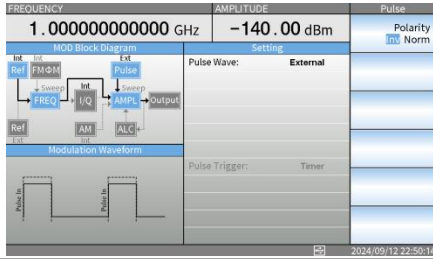 FREQUENCY
AMPLITUDE
Pulse
1.000000000000 GHz
-140.00 dBm
Polarity
Inv Norm
MOD Block Diagram
Setting
Int
Int
Ext
Ref
FMΦM
Pulse
Pulse Wave:
External
Sweep
Int
Sweep
FREQ
I/Q
AMPL
Output
Ref
AM
ALC
Ext
Int
Modulation Waveform
Pulse Trigger:
Timer
Pulse In
Pulse In
2024/09/12 22:50:14